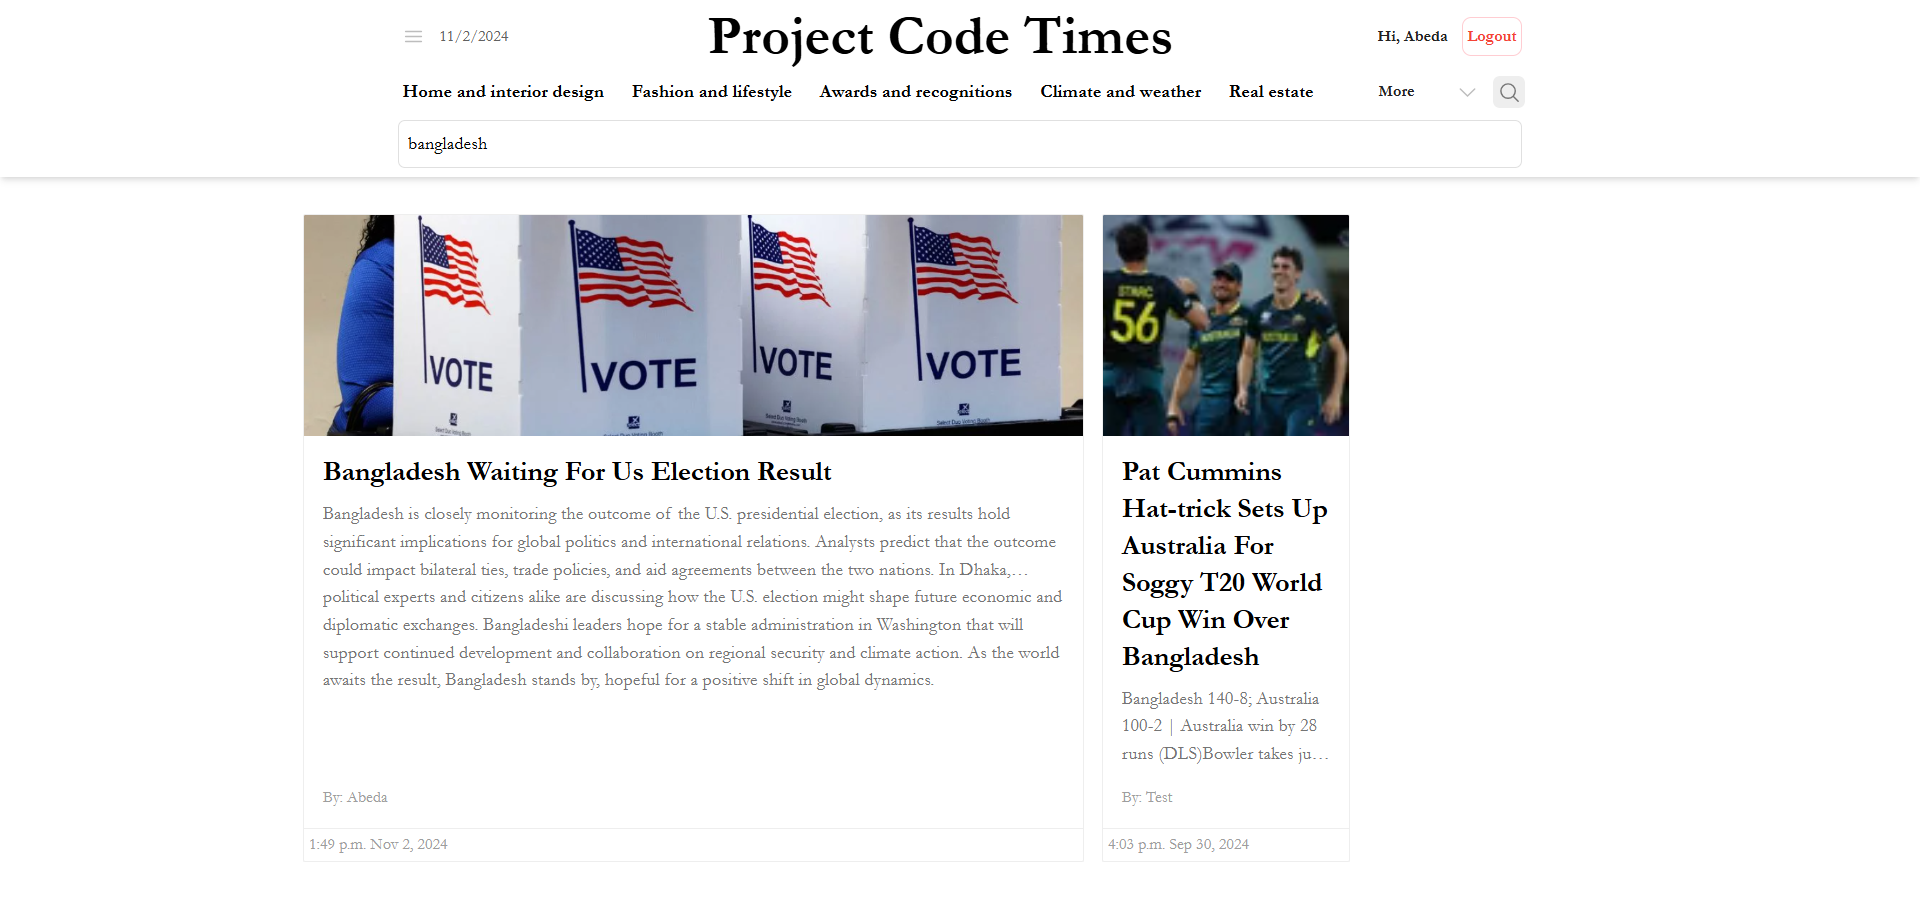 11/2/2024
Project Code Times
Hi, Abeda
Logout
Home and interior design
Fashion and lifestyle
Awards and recognitions
Climate and weather
Real estate
More
bangladesh
VOTE
VOTE
VOTE
VOTE
Bangladesh Waiting For Us Election Result
Bangladesh is closely monitoring the outcome of the U.S. presidential election, as its results hold
significant implications for global politics and international relations. Analysts predict that the outcome
could impact bilateral ties, trade policies, and aid agreements between the two nations. In Dhaka,…
political experts and citizens alike are discussing how the U.S. election might shape future economic and
diplomatic exchanges. Bangladeshi leaders hope for a stable administration in Washington that will
support continued development and collaboration on regional security and climate action. As the world
awaits the result, Bangladesh stands by, hopeful for a positive shift in global dynamics.
By: Abeda
1:49 p.m. Nov 2, 2024
STARC
56
AUSTRALIA
AUSTRALIA
Pat Cummins
Hat-trick Sets Up
Australia For
Soggy T20 World
Cup Win Over
Bangladesh
Bangladesh 140-8; Australia
100-2 | Australia win by 28
runs (DLS)Bowler takes ju…
By: Test
4:03 p.m. Sep 30, 2024